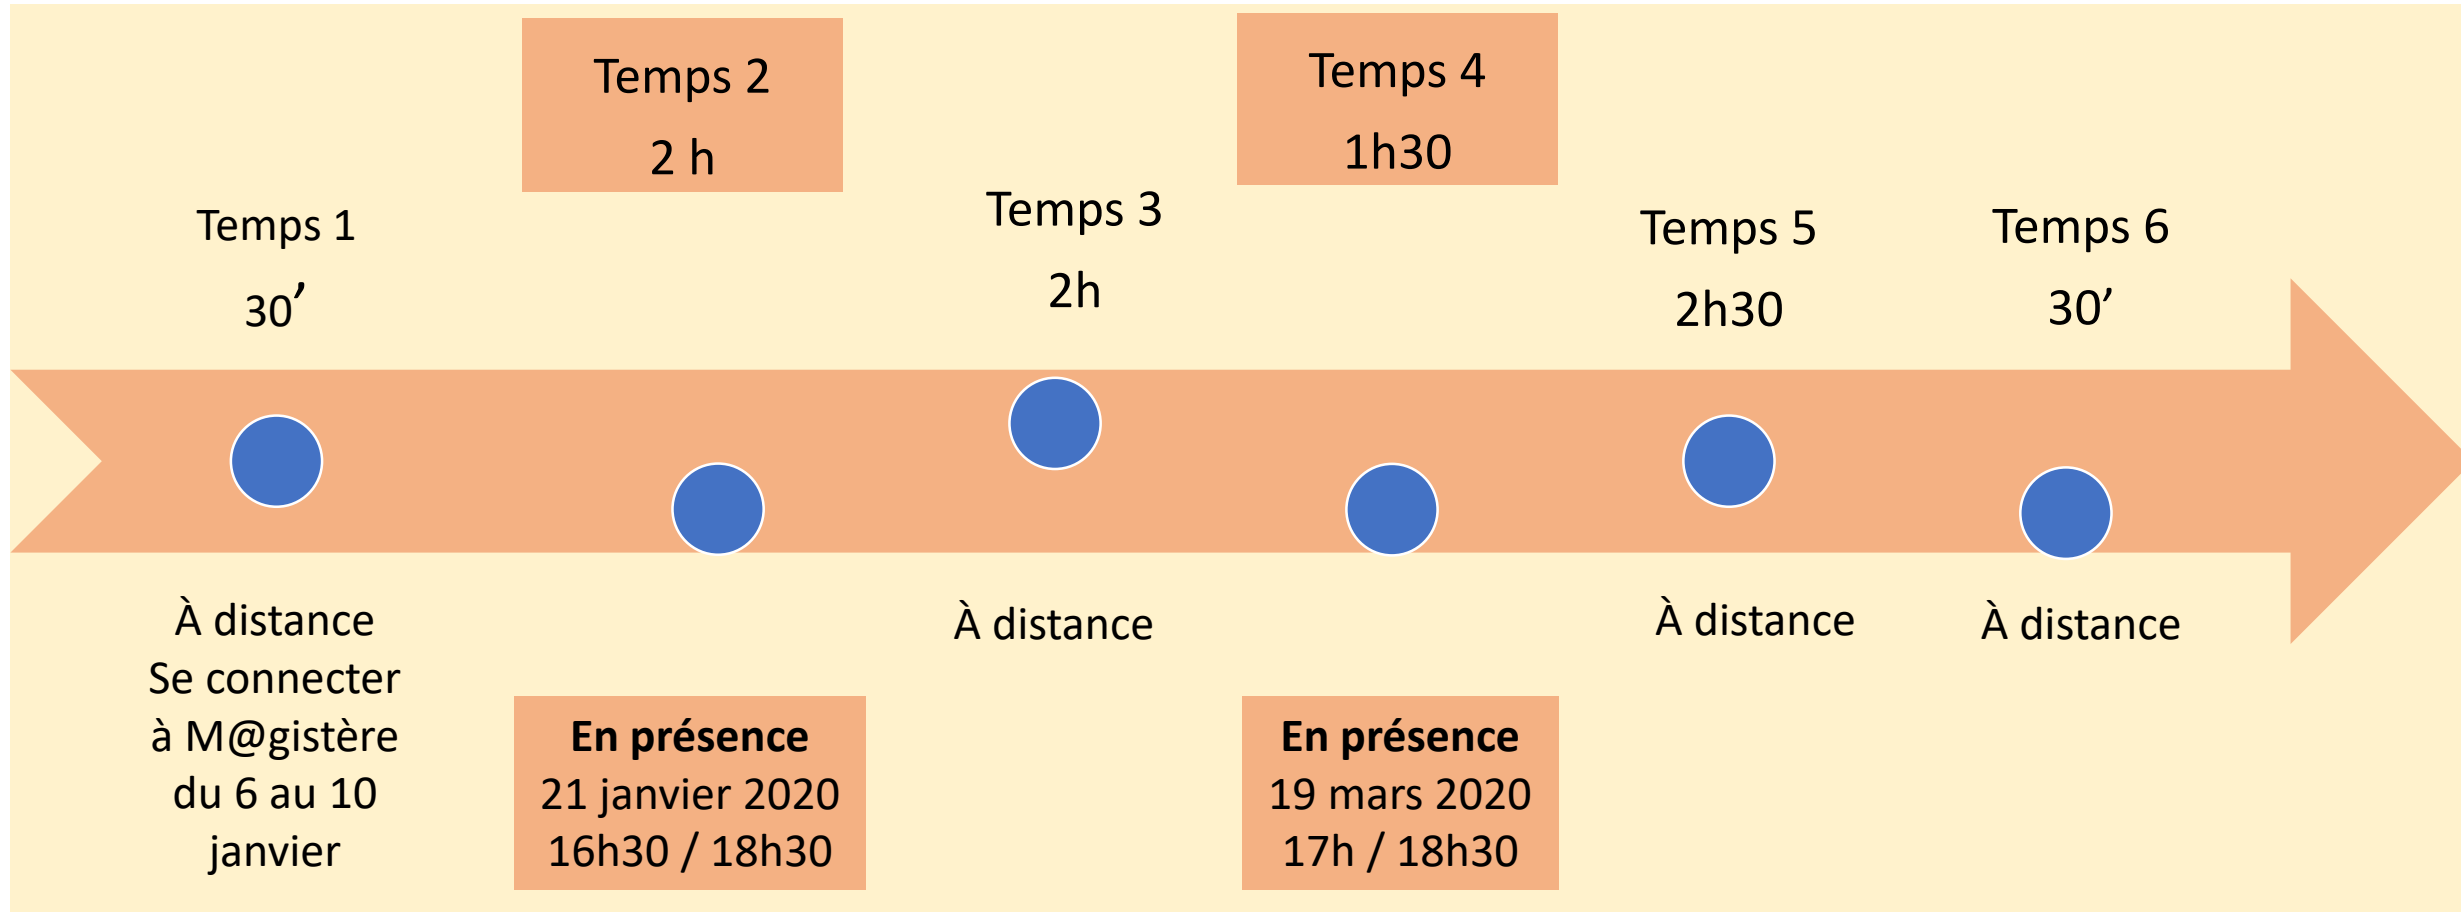 Temps 1
30’
À distance
Se connecter
à M@gistère
du 6 au 10
janvier
Temps 2
2 h
En présence
21 janvier 2020
16h30 / 18h30
Temps 3
2h
À distance
Temps 4
1h30
En présence
19 mars 2020
17h / 18h30
Temps 5
2h30
À distance
Temps 6
30’
À distance